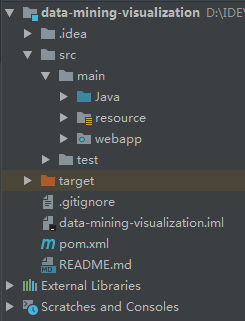 data-mining-visualization D:\IDE
.idea
src
main
Java
resource
webapp
test
target
.gitignore
data-mining-visualization.iml
pom.xml
README.md
External Libraries
Scratches and Consoles